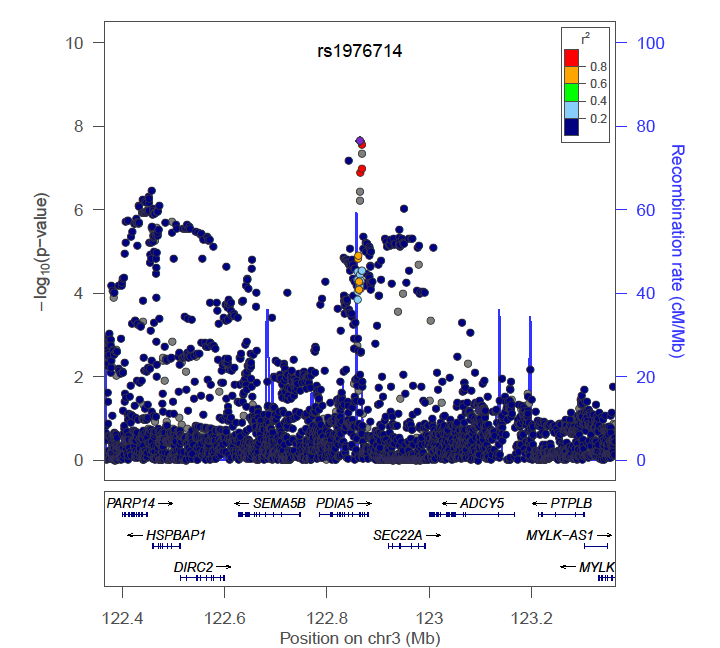 rs1976714
r²
0.8
0.6
0.4
0.2
10
8
6
4
2
0
−log10(p−value)
100
80
60
40
20
0
Recombination rate (cM/Mb)
PARP14
SEMA5B
PDIA5
ADCY5
PTPLB
HSPBAP1
SEC22A
MYLK−AS1
DIRC2
MYLK
122.4
122.6
122.8
123
123.2
Position on chr3 (Mb)